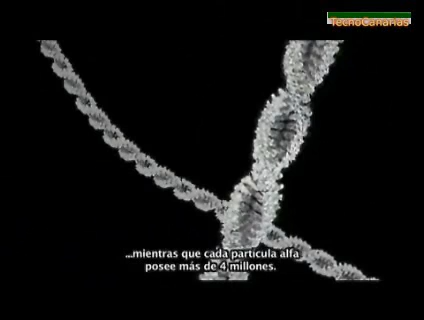 TecnoCanarias
...mientras que cada partícula alfa
posee más de 4 millones.